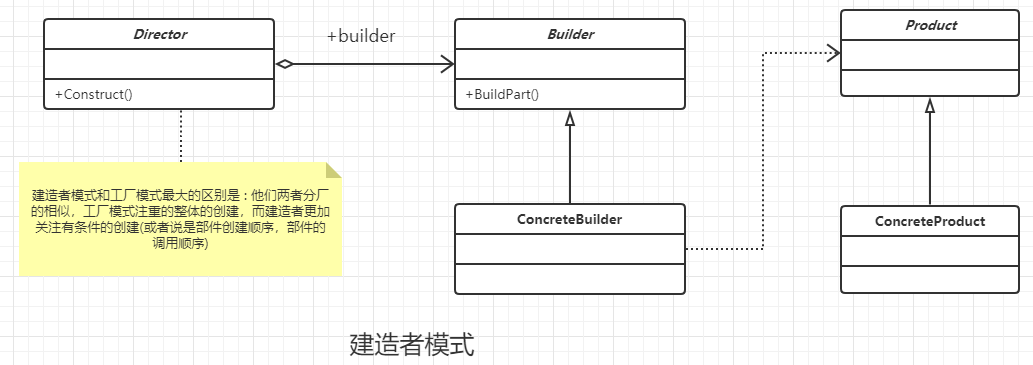 Director
+builder
Builder
Product
+Construct()
+BuildPart()
建造者模式和工厂模式最大的区别是：他们两者分厂
的相似，工厂模式注重的整体的创建，而建造者更加
关注有条件的创建(或者说是部件创建顺序，部件的
调用顺序)
ConcreteBuilder
ConcreteProduct
建造者模式